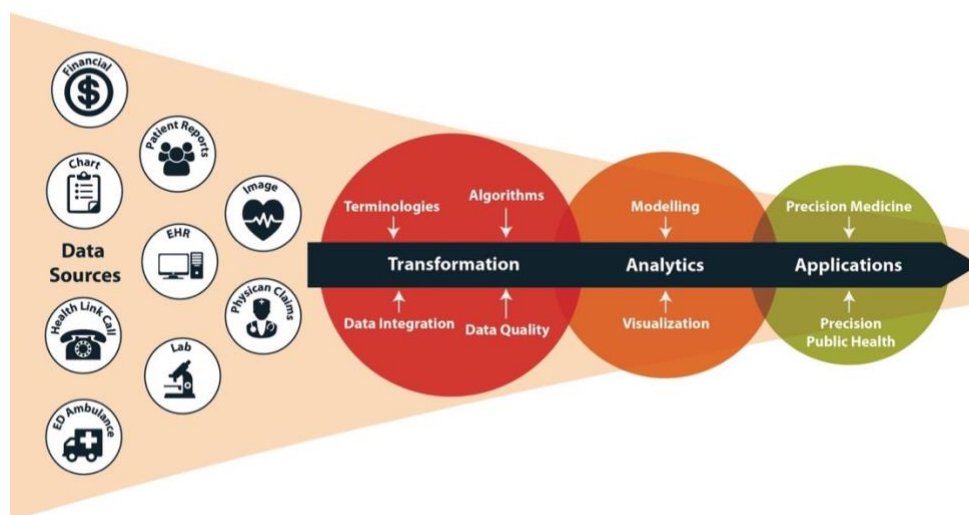 Financial
Patient Reports
Chart
Image
EHR
Data
Sources
Physican Claims
Health Link Call
Lab
ED Ambulance
Terminologies
Algorithms
Transformation
Data Integration
Data Quality
Modelling
Analytics
Visualization
Precision Medicine
Applications
Precision
Public Health